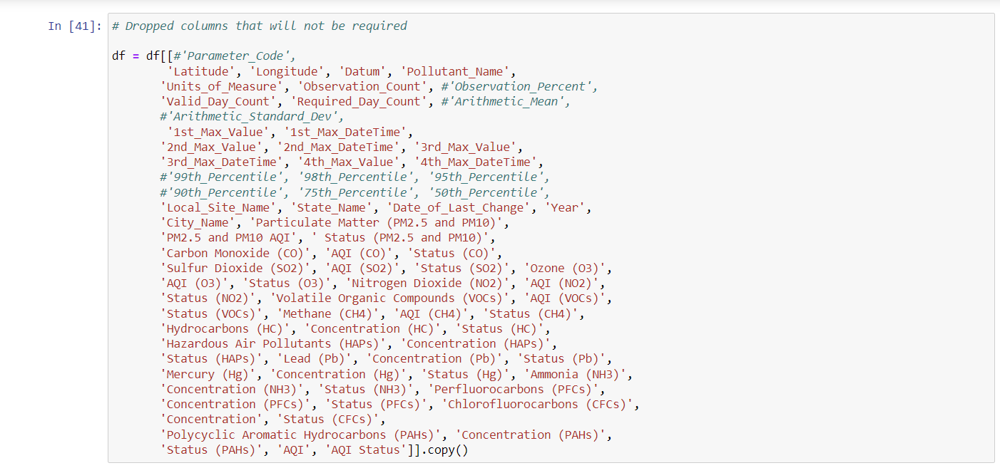 In [41]: # Dropped columns that will not be required
df = df[[#'Parameter_Code',
'Latitude', 'Longitude', 'Datum', 'Pollutant_Name',
'Units_of_Measure', 'Observation_Count', #'Observation_Percent',
'Valid_Day_Count', 'Required_Day_Count', #'Arithmetic_Mean',
#'Arithmetic_Standard_Dev',
'1st_Max_Value', '1st_Max_DateTime',
'2nd_Max_Value', '2nd_Max_DateTime', '3rd_Max_Value',
'3rd_Max_DateTime', '4th_Max_Value', '4th_Max_DateTime',
#'99th_Percentile', '98th_Percentile', '95th_Percentile',
#'90th_Percentile', '75th_Percentile', '50th_Percentile',
'Local_Site_Name', 'State_Name', 'Date_of_Last_Change', 'Year',
'City_Name', 'Particulate Matter (PM2.5 and PM10)',
'PM2.5 and PM10 AQI', ' Status (PM2.5 and PM10)',
'Carbon Monoxide (CO)', 'AQI (CO)', 'Status (CO)',
'Sulfur Dioxide (SO2)', 'AQI (SO2)', 'Status (SO2)', 'Ozone (O3)',
'AQI (O3)', 'Status (O3)', 'Nitrogen Dioxide (NO2)', 'AQI (NO2)',
'Status (NO2)', 'Volatile Organic Compounds (VOCs)', 'AQI (VOCs)',
'Status (VOCs)', 'Methane (CH4)', 'AQI (CH4)', 'Status (CH4)',
'Hydrocarbons (HC)', 'Concentration (HC)', 'Status (HC)',
'Hazardous Air Pollutants (HAPs)', 'Concentration (HAPs)',
'Status (HAPs)', 'Lead (Pb)', 'Concentration (Pb)', 'Status (Pb)',
'Mercury (Hg)', 'Concentration (Hg)', 'Status (Hg)', 'Ammonia (NH3)',
'Concentration (NH3)', 'Status (NH3)', 'Perfluorocarbons (PFCs)',
'Concentration (PFCs)', 'Status (PFCs)', 'Chlorofluorocarbons (CFCs)',
'Concentration', 'Status (CFCs)',
'Polycyclic Aromatic Hydrocarbons (PAHs)', 'Concentration (PAHs)',
'Status (PAHs)', 'AQI', 'AQI Status']].copy()